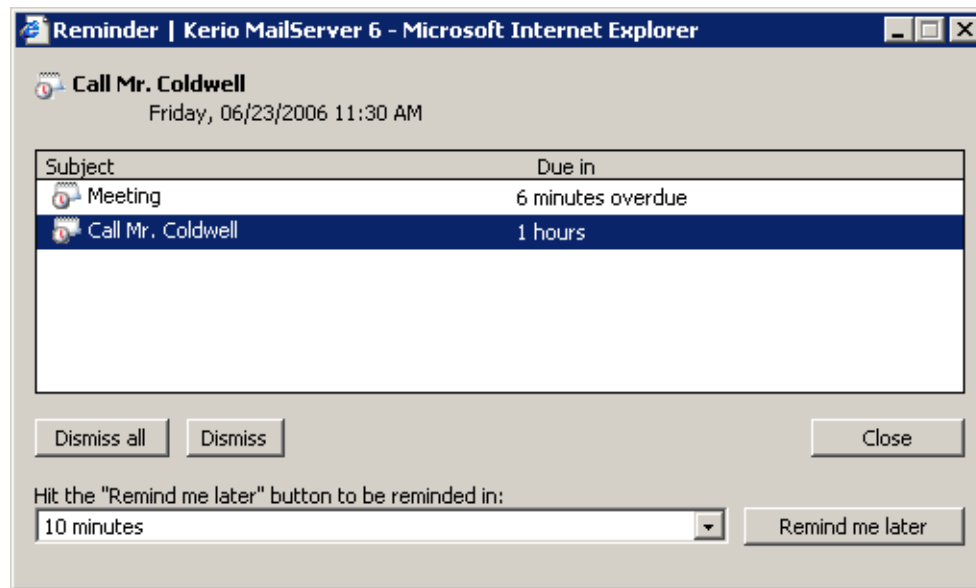 Reminder | Kerio MailServer 6 - Microsoft Internet Explorer
Call Mr. Coldwell
Friday, 06/23/2006 11:30 AM
Subject Due in
Meeting 6 minutes overdue
Call Mr. Coldwell 1 hours
Dismiss all Dismiss Close
Hit the "Remind me later" button to be reminded in:
10 minutes Remind me later